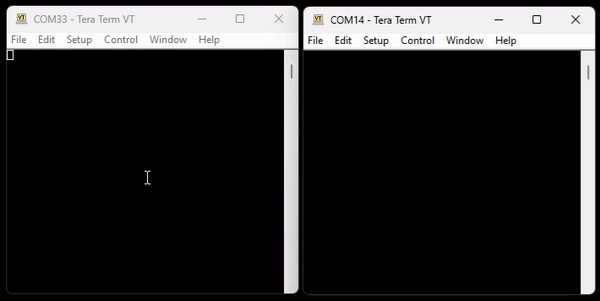 VT COM33 - Tera Term VT
File Edit Setup Control Window Help
VT COM14 - Tera Term VT
File Edit Setup Control Window Help